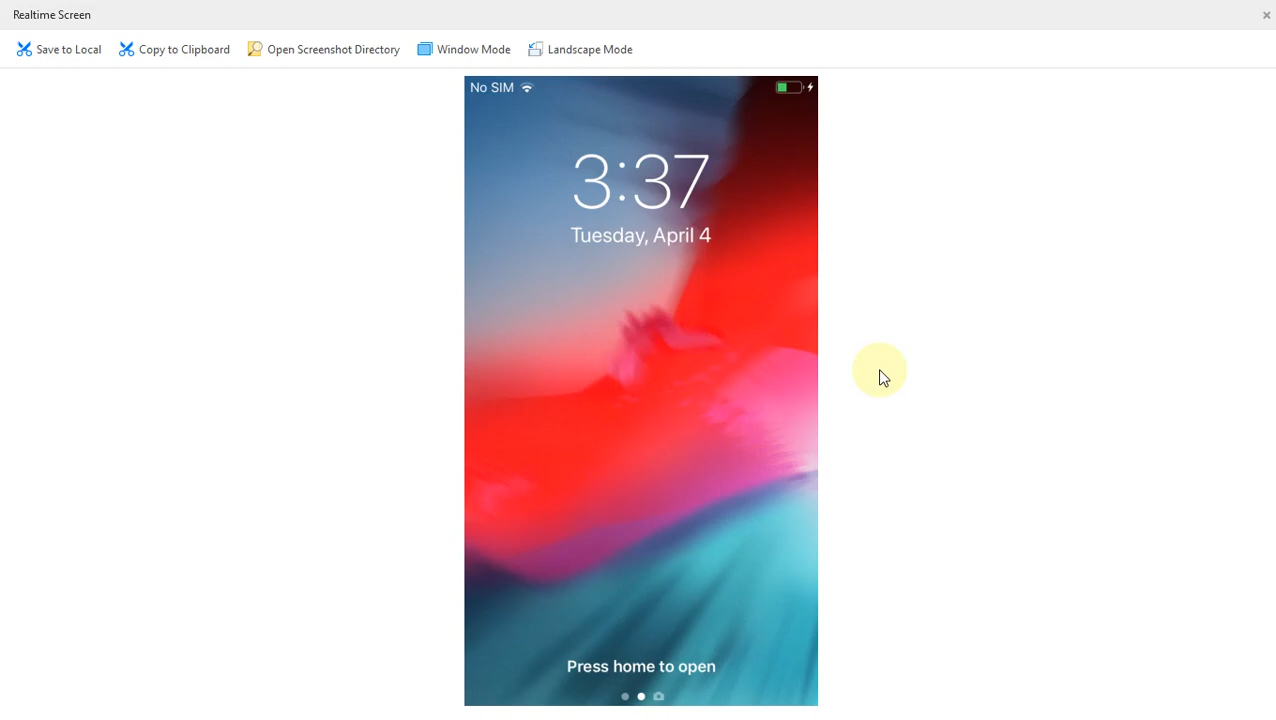 Realtime Screen
Save to Local Copy to Clipboard Open Screenshot Directory Window Mode Landscape Mode
No SIM
3:37
Tuesday, April 4
Press home to open